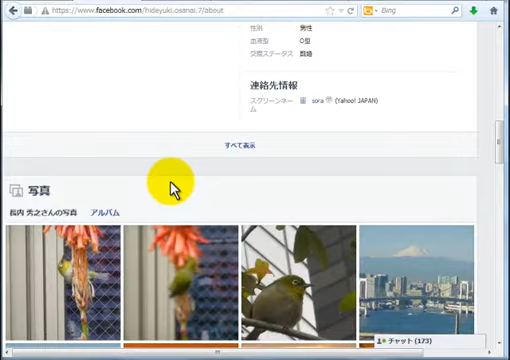 https://www.facebook.com/hideyuki.osanai.7/about
Bing
性別 男性
血液型 O型
交際ステータス 既婚
連絡先情報
スクリーンネーム sora (Yahoo! JAPAN)
すべて表示
写真
長内 秀之さんの写真 アルバム
チャット (173)